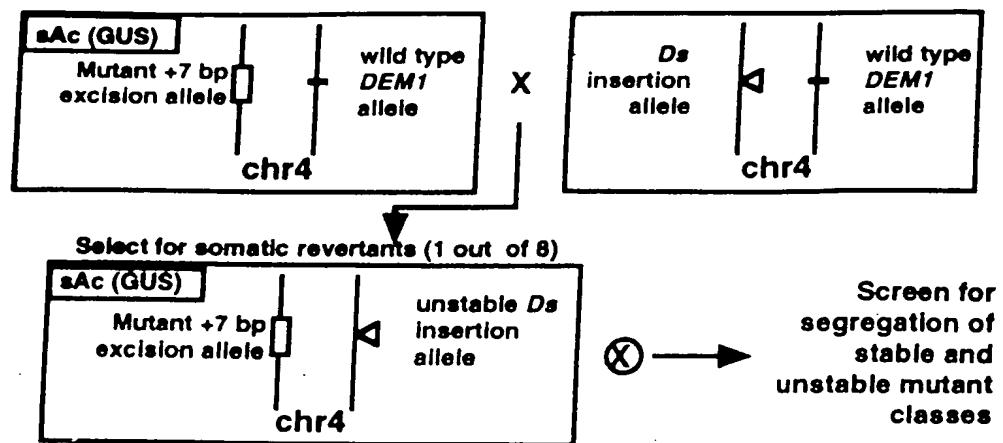 sAc (GUS)
Mutant +7 bp
excision allele
wild type
DEM1
allele
chr4
X
Ds
insertion
allele
wild type
DEM1
allele
chr4
Select for somatic revertants (1 out of 8)
sAc (GUS)
Mutant +7 bp
excision allele
unstable Ds
insertion
allele
chr4
X
Screen for
segregation of
stable and
unstable mutant
classes